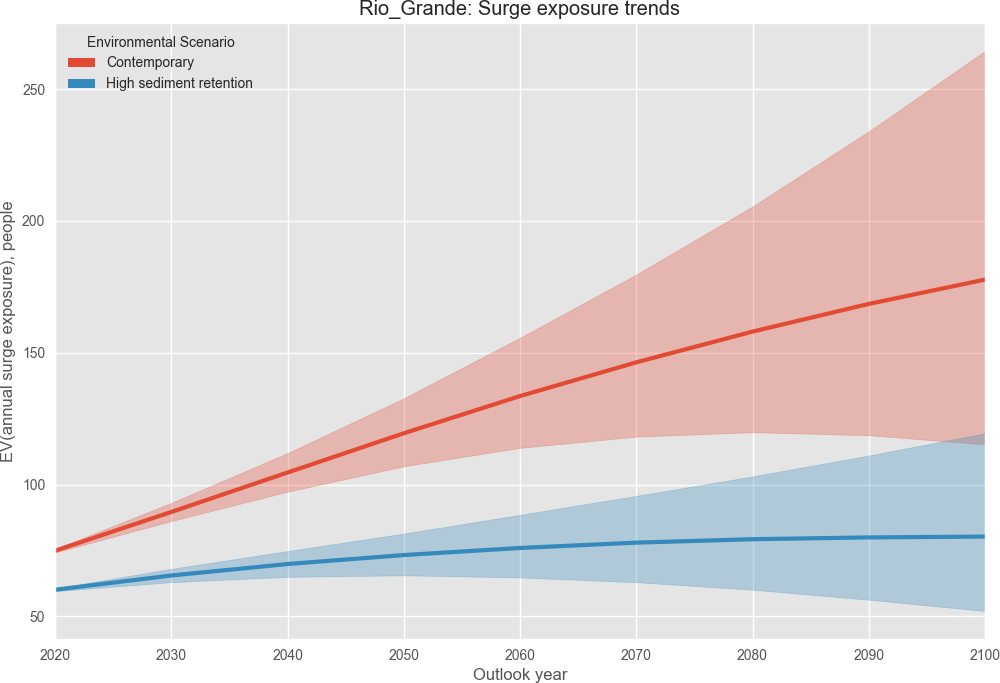 Rio_Grande: Surge exposure trends
Environmental Scenario
Contemporary
High sediment retention
EV(annual surge exposure), people
250
200
150
100
50
2020 2030 2040 2050 2060 2070 2080 2090 2100
Outlook year